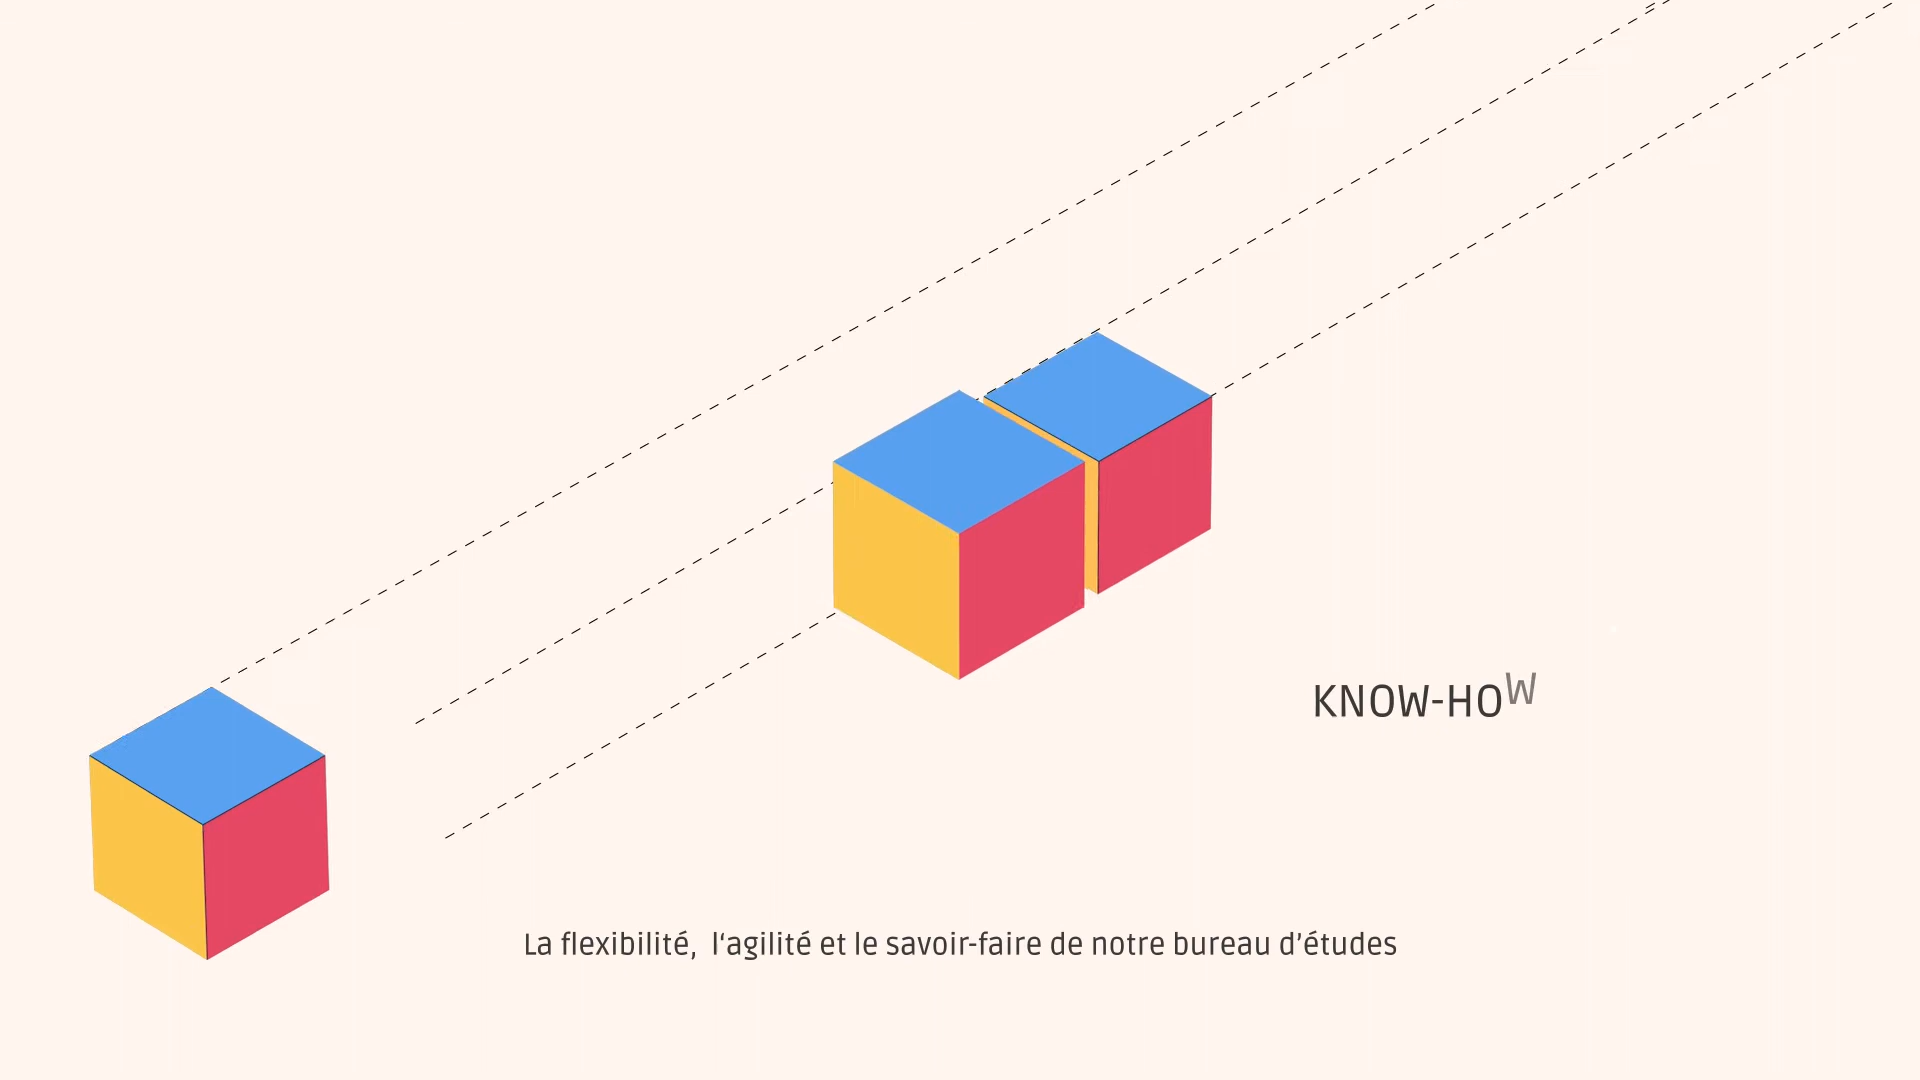 KNOW-HOW
La flexibilité, l‘agilité et le savoir-faire de notre bureau d’études